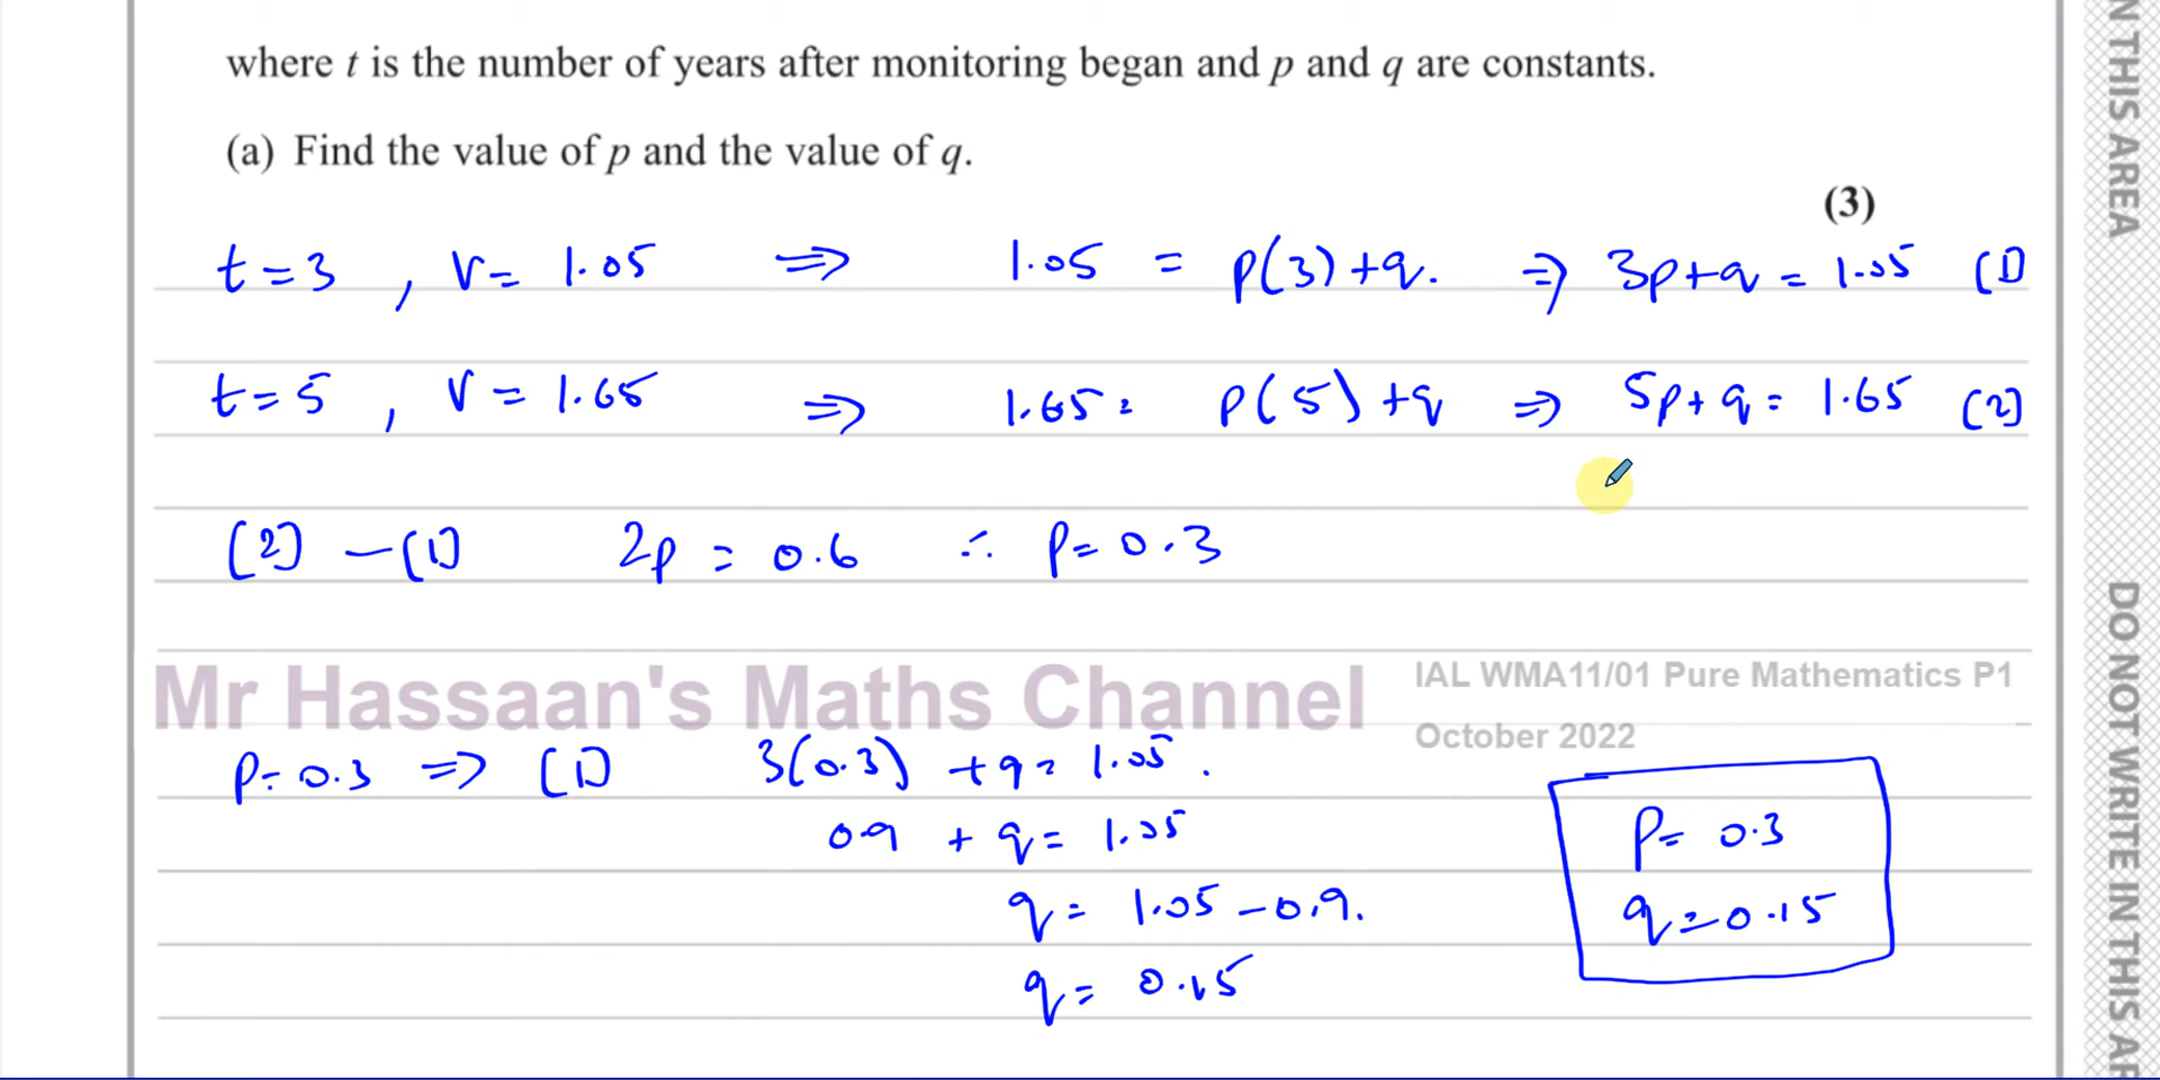 where t is the number of years after monitoring began and p and q are constants.
(a) Find the value of p and the value of q.
(3)
t = 3 , V = 1.05 ⇒ 1.05 = p(3) + q. ⇒ 3p + q = 1.05 (1)
t = 5 , V = 1.65 ⇒ 1.65 = p(5) + q ⇒ 5p + q = 1.65 (2)
(2) – (1) 2p = 0.6 ∴ p = 0.3
Mr Hassaan's Maths Channel
IAL WMA11/01 Pure Mathematics P1
October 2022
p = 0.3 ⇒ (1) 3(0.3) + q = 1.05.
0.9 + q = 1.05
q = 1.05 – 0.9.
q = 0.15
p = 0.3
q = 0.15
N THIS AREA
DO NOT WRITE IN THIS AR